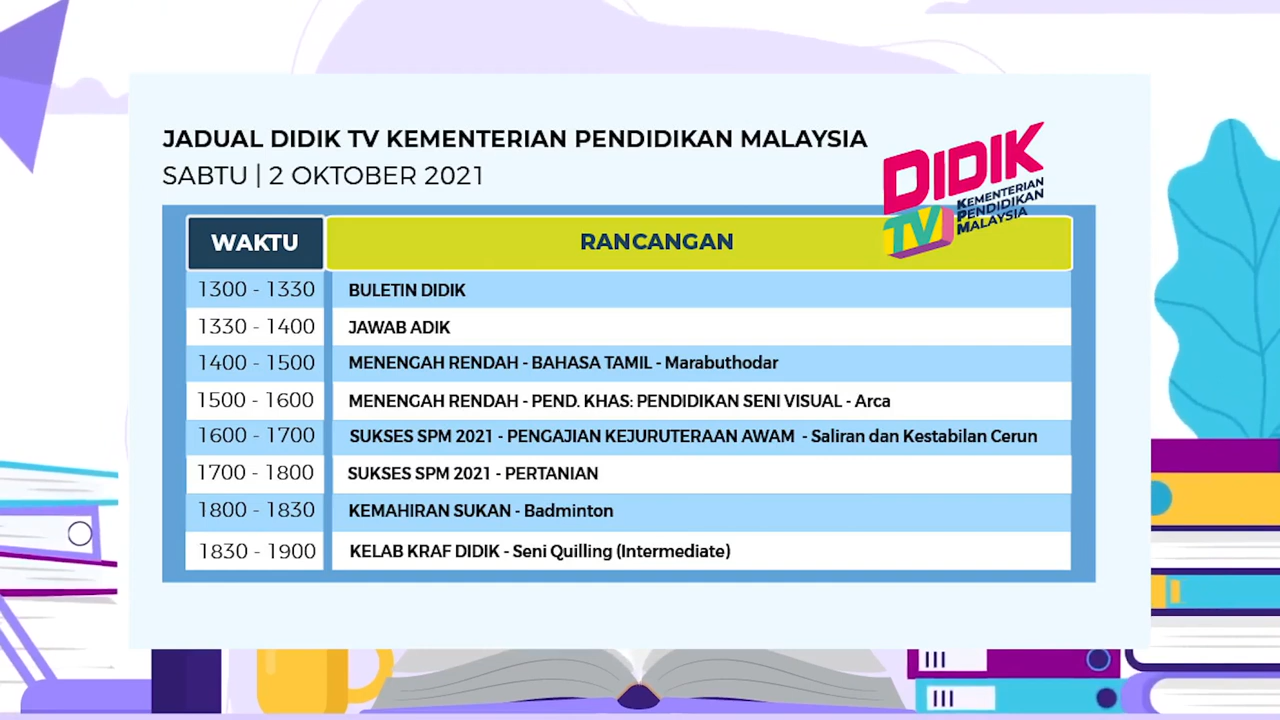 JADUAL DIDIK TV KEMENTERIAN PENDIDIKAN MALAYSIA
SABTU | 2 OKTOBER 2021
DIDIK
TV
KEMENTERIAN
PENDIDIKAN
MALAYSIA
WAKTU RANCANGAN
1300 - 1330 BULETIN DIDIK
1330 - 1400 JAWAB ADIK
1400 - 1500 MENENGAH RENDAH - BAHASA TAMIL - Marabuthodar
1500 - 1600 MENENGAH RENDAH - PEND. KHAS: PENDIDIKAN SENI VISUAL - Arca
1600 - 1700 SUKSES SPM 2021 - PENGAJIAN KEJURUTERAAN AWAM - Saliran dan Kestabilan Cerun
1700 - 1800 SUKSES SPM 2021 - PERTANIAN
1800 - 1830 KEMAHIRAN SUKAN - Badminton
1830 - 1900 KELAB KRAF DIDIK - Seni Quilling (Intermediate)